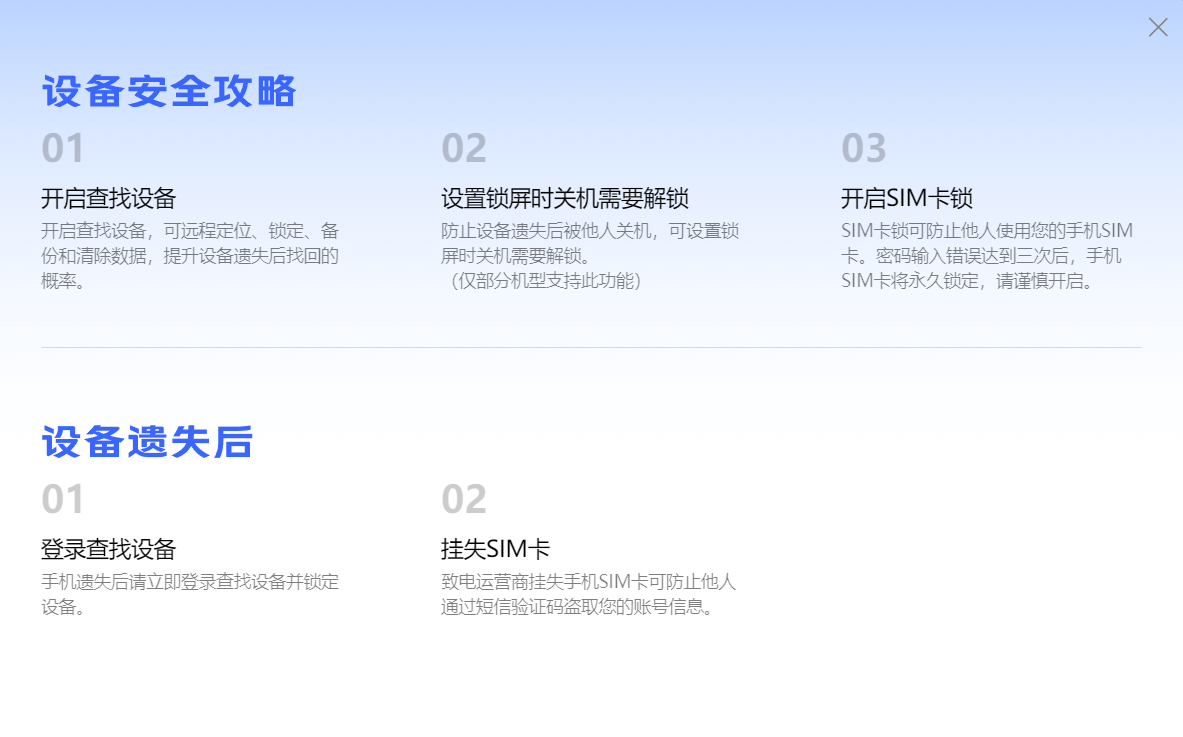 设备安全攻略
01
开启查找设备
开启查找设备，可远程定位、锁定、备
份和清除数据，提升设备遗失后找回的
概率。
02
设置锁屏时关机需要解锁
防止设备遗失后被他人关机，可设置锁
屏时关机需要解锁。
（仅部分机型支持此功能）
03
开启SIM卡锁
SIM卡锁可防止他人使用您的手机SIM
卡。密码输入错误达到三次后，手机
SIM卡将永久锁定，请谨慎开启。
设备遗失后
01
登录查找设备
手机遗失后请立即登录查找设备并锁定
设备。
02
挂失SIM卡
致电运营商挂失手机SIM卡可防止他人
通过短信验证码盗取您的账号信息。